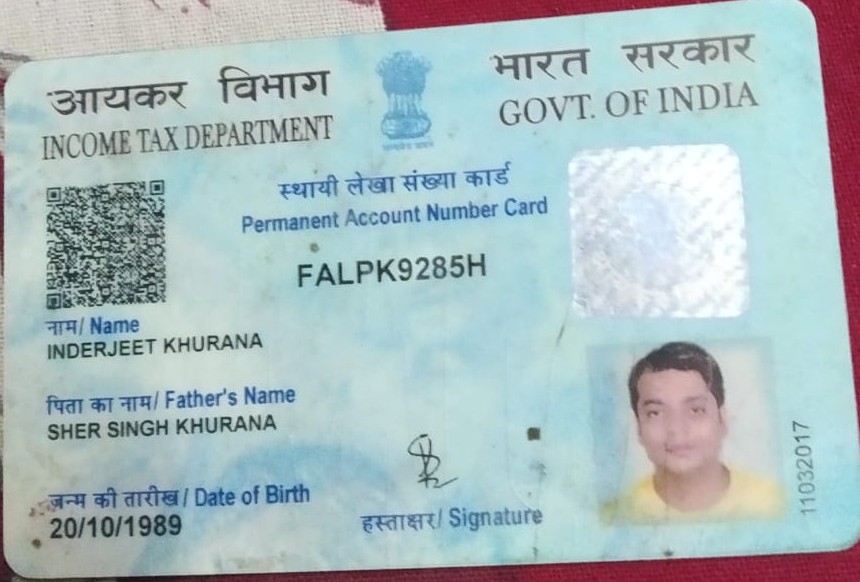 आयकर विभाग
INCOME TAX DEPARTMENT
भारत सरकार
GOVT. OF INDIA
स्थायी लेखा संख्या कार्ड
Permanent Account Number Card
FALPK9285H
नाम/ Name
INDERJEET KHURANA
पिता का नाम/ Father's Name
SHER SINGH KHURANA
जन्म की तारीख/ Date of Birth
20/10/1989
हस्ताक्षर/ Signature
11032017